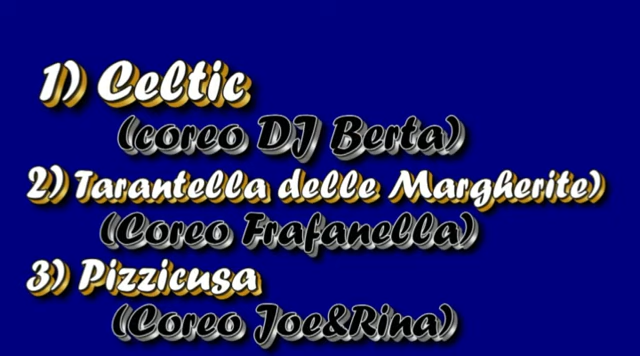 1) Celtic
(coreo DJ Berta)
2) Tarantella delle Margherite)
(Coreo Frafanella)
3) Pizzicusa
(Coreo Joe&Rina)